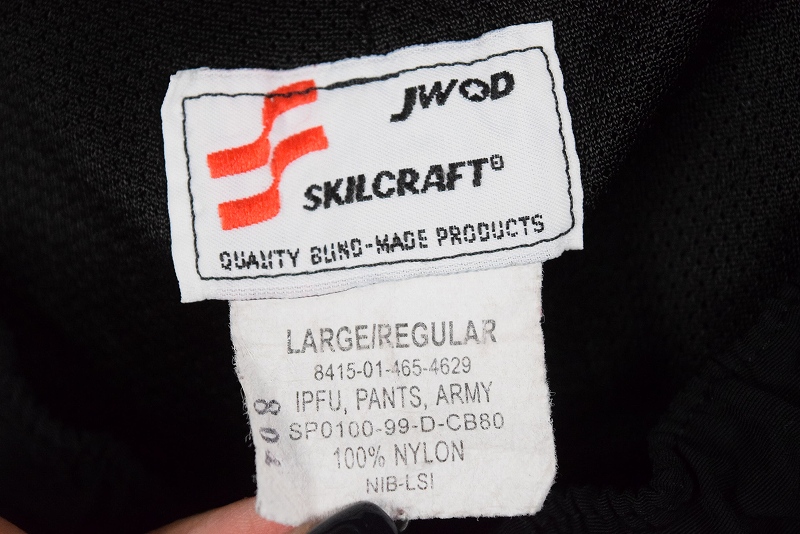 JWOD
SKILCRAFT®
QUALITY BLIND-MADE PRODUCTS
LARGE/REGULAR
8415-01-465-4629
IPFU, PANTS, ARMY
SP0100-99-D-CB80
100% NYLON
NIB-LSI